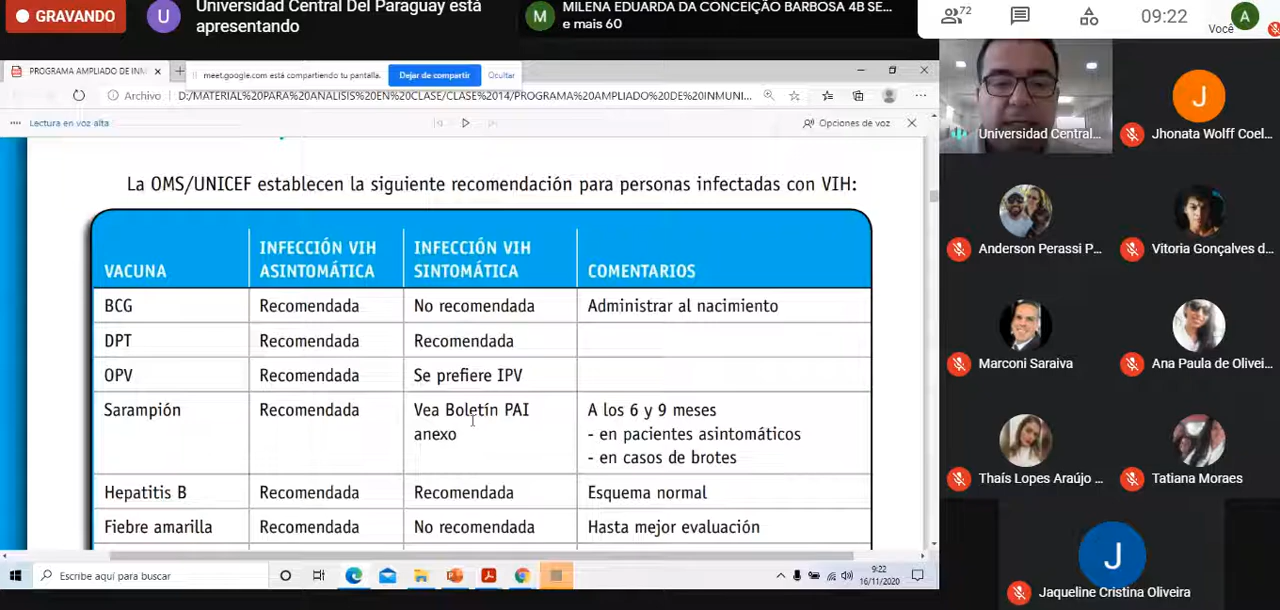 GRAVANDO
U
Universidad Central Del Paraguay está
apresentando
M
MILENA EDUARDA DA CONCEIÇÃO BARBOSA 4B SE...
e mais 60
72
09:22
Você
A
PROGRAMA AMPLIADO DE INM
meet.google.com está compartiendo tu pantalla.
Dejar de compartir
Ocultar
Archivo
D:/MATERIAL%20PARA%20ANALISIS%20EN%20CLASE/CLASE%2014/PROGRAMA%20AMPLIADO%20DE%20INMUNI...
Lectura en voz alta
Opciones de voz
La OMS/UNICEF establecen la siguiente recomendación para personas infectadas con VIH:
VACUNA
INFECCIÓN VIH
ASINTOMÁTICA
INFECCIÓN VIH
SINTOMÁTICA
COMENTARIOS
BCG
Recomendada
No recomendada
Administrar al nacimiento
DPT
Recomendada
Recomendada
OPV
Recomendada
Se prefiere IPV
Sarampión
Recomendada
Vea Boletín PAI
anexo
A los 6 y 9 meses
- en pacientes asintomáticos
- en casos de brotes
Hepatitis B
Recomendada
Recomendada
Esquema normal
Fiebre amarilla
Recomendada
No recomendada
Hasta mejor evaluación
Escribe aquí para buscar
9:22
16/11/2020
Universidad Central...
J
Jhonata Wolff Coel...
Anderson Perassi P...
Vitoria Gonçalves d...
Marconi Saraiva
Ana Paula de Olivei...
Thaís Lopes Araújo ...
Tatiana Moraes
J
Jaqueline Cristina Oliveira